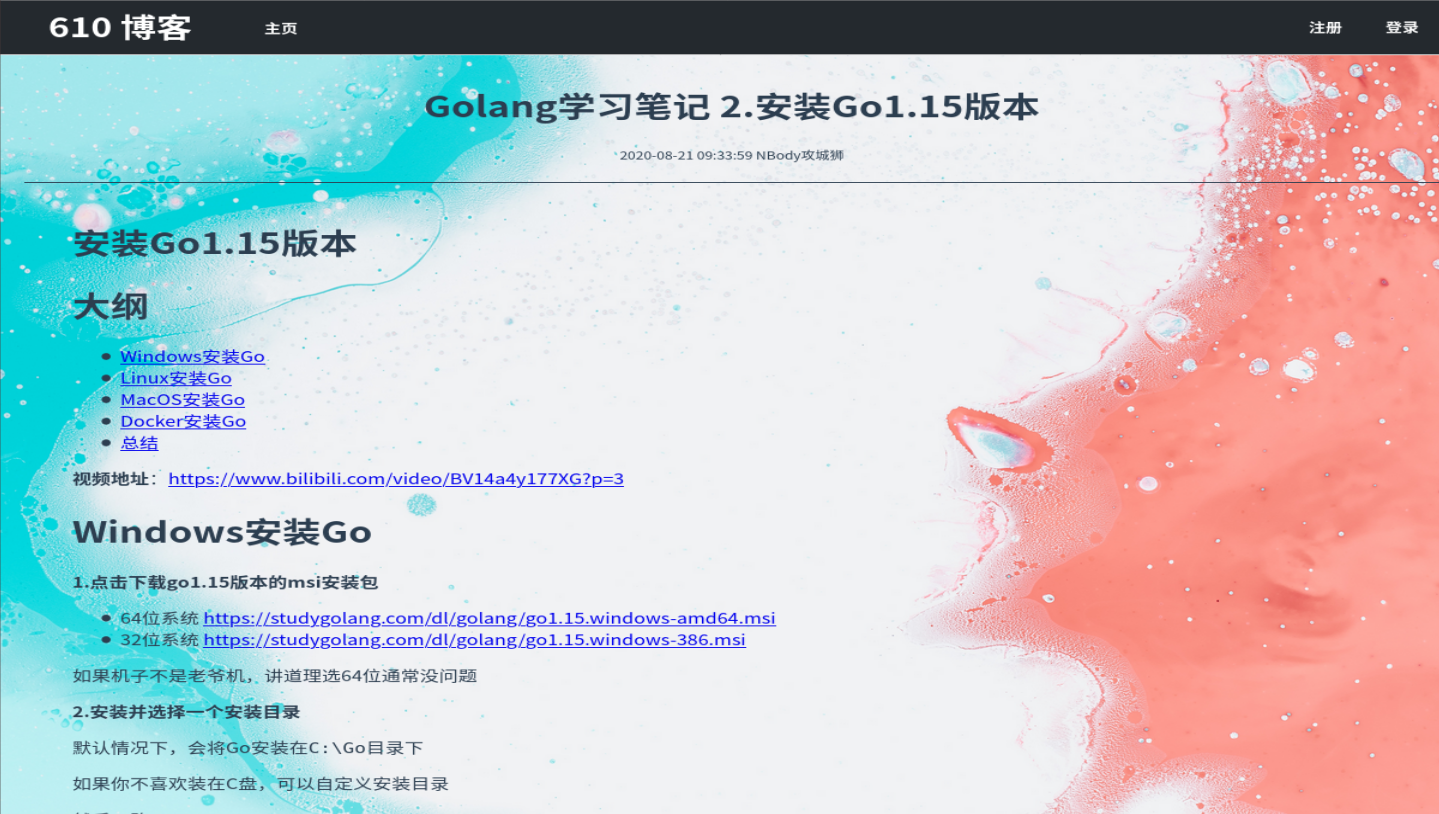 610 博客 主页 注册 登录
Golang学习笔记 2.安装Go1.15版本
2020-08-21 09:33:59 NBody攻城狮
安装Go1.15版本
大纲
Windows安装Go
Linux安装Go
MacOS安装Go
Docker安装Go
总结
视频地址：https://www.bilibili.com/video/BV14a4y177XG?p=3
Windows安装Go
1.点击下载go1.15版本的msi安装包
64位系统 https://studygolang.com/dl/golang/go1.15.windows-amd64.msi
32位系统 https://studygolang.com/dl/golang/go1.15.windows-386.msi
如果机子不是老爷机，讲道理选64位通常没问题
2.安装并选择一个安装目录
默认情况下，会将Go安装在C:\Go目录下
如果你不喜欢装在C盘，可以自定义安装目录